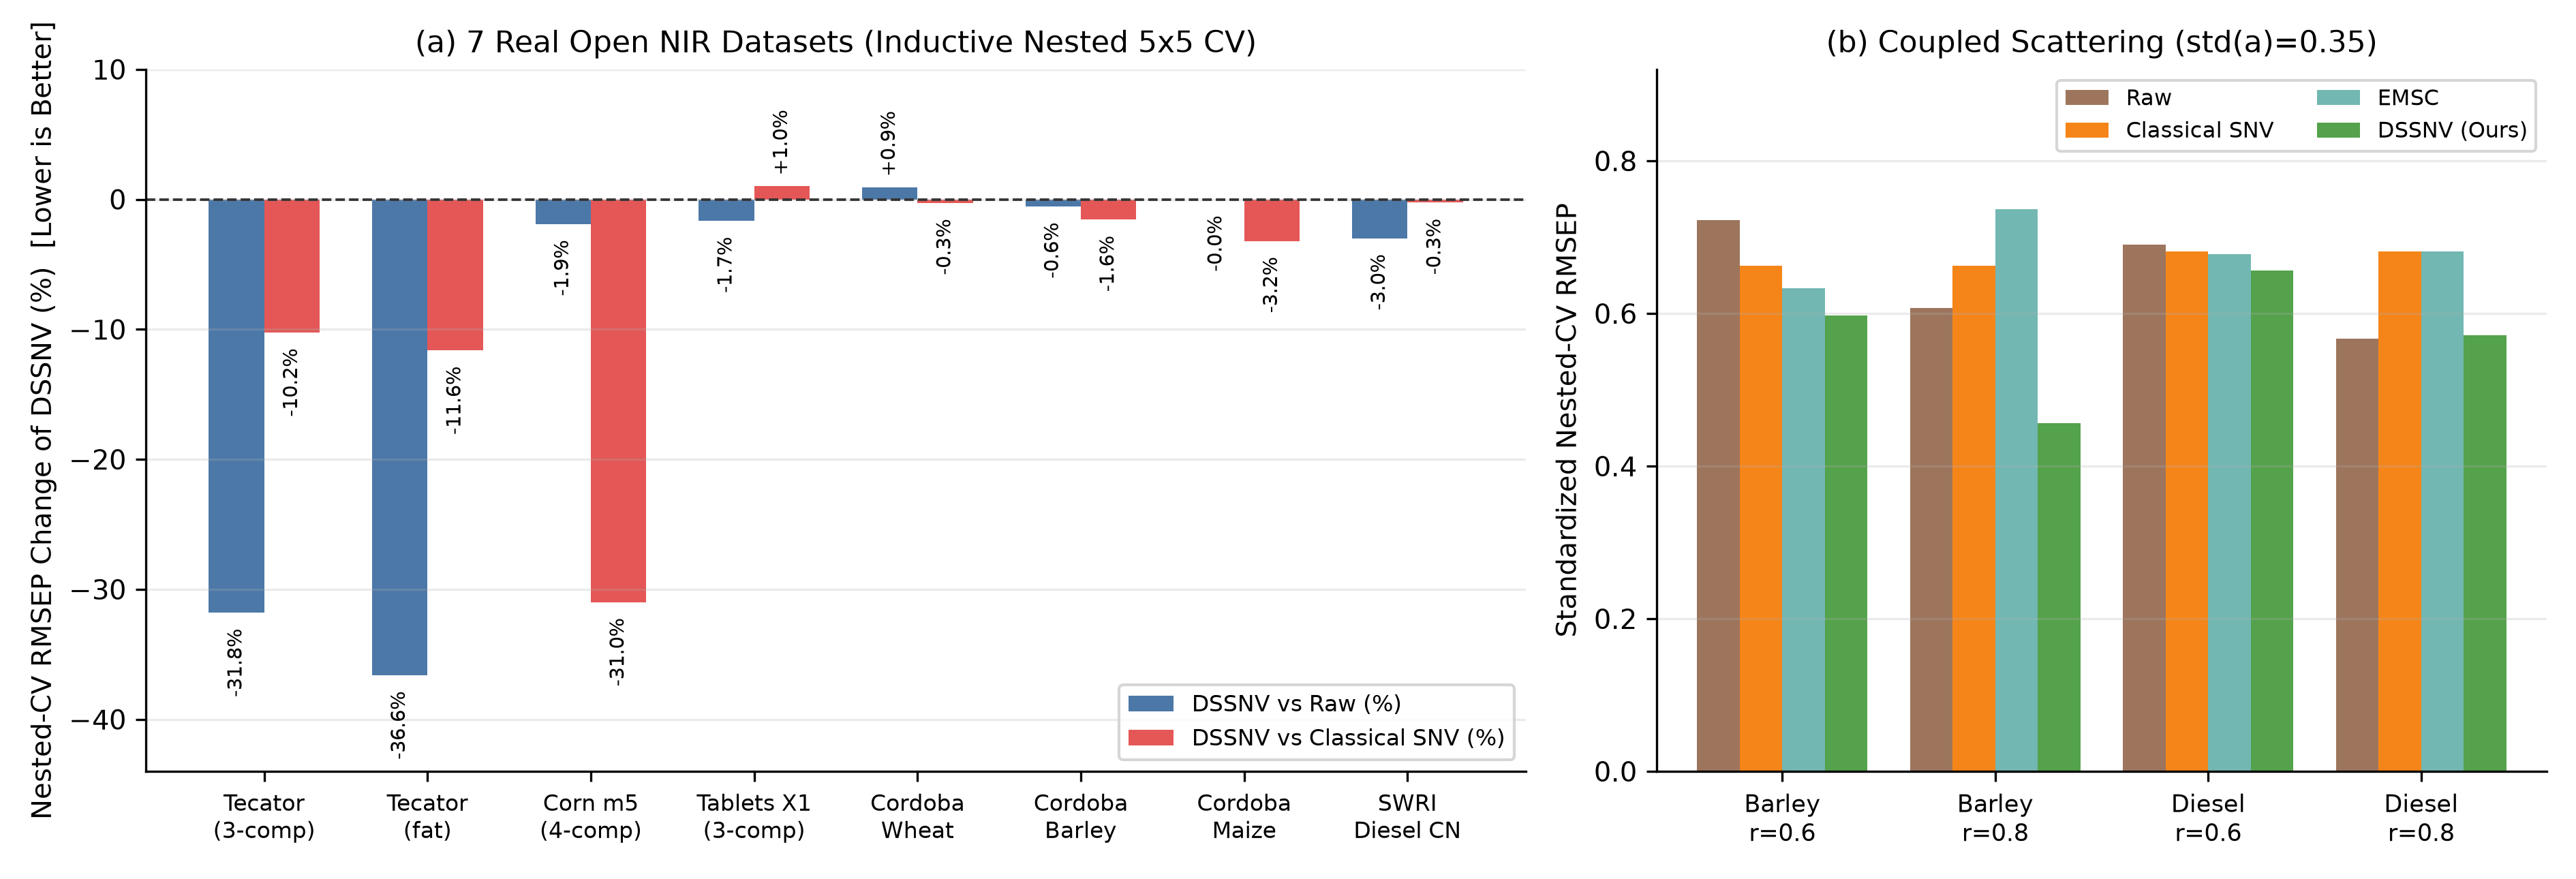 (a) 7 Real Open NIR Datasets (Inductive Nested 5x5 CV)
Nested-CV RMSEP Change of DSSNV (%)  [Lower is Better]
10
0
−10
−20
−30
−40
-31.8%
-10.2%
-36.6%
-11.6%
-1.9%
-31.0%
-1.7%
+1.0%
+0.9%
-0.3%
-0.6%
-1.6%
-0.0%
-3.2%
-3.0%
-0.3%
DSSNV vs Raw (%)
DSSNV vs Classical SNV (%)
Tecator
(3-comp)
Tecator
(fat)
Corn m5
(4-comp)
Tablets X1
(3-comp)
Cordoba
Wheat
Cordoba
Barley
Cordoba
Maize
SWRI
Diesel CN
(b) Coupled Scattering (std(a)=0.35)
Standardized Nested-CV RMSEP
0.8
0.6
0.4
0.2
0.0
Raw
Classical SNV
EMSC
DSSNV (Ours)
Barley
r=0.6
Barley
r=0.8
Diesel
r=0.6
Diesel
r=0.8